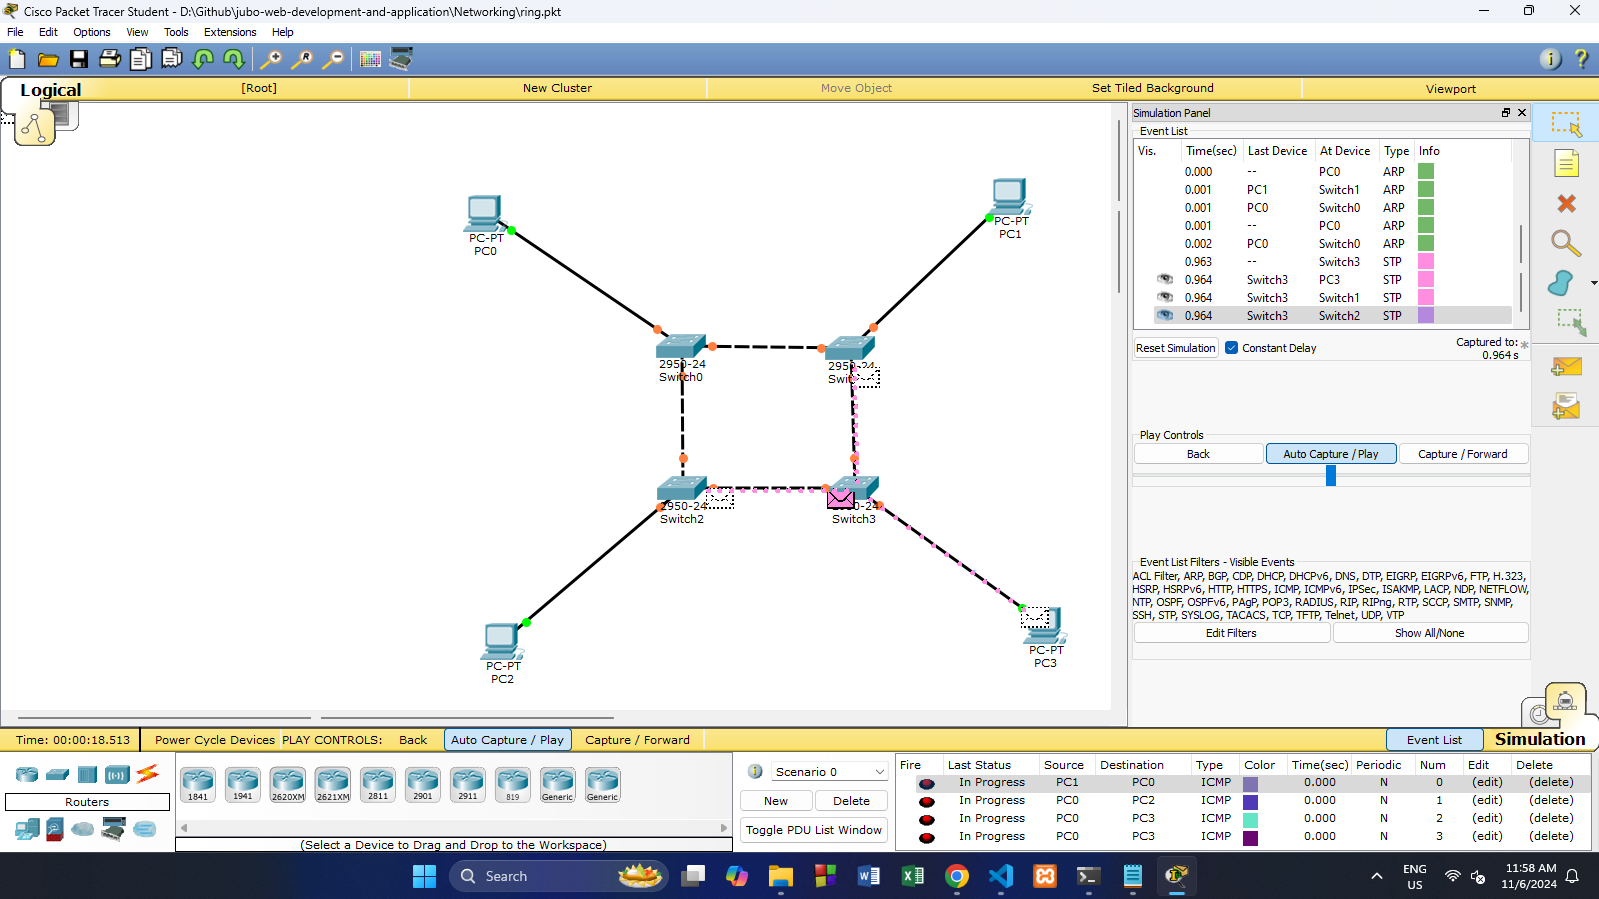 Cisco Packet Tracer Student - D:\Github\jubo-web-development-and-application\Networking\ring.pkt
File Edit Options View Tools Extensions Help
Logical [Root] New Cluster Move Object Set Tiled Background Viewport
PC-PT
PC0
PC-PT
PC1
2950-24
Switch0
2950-24
2950-24
Switch2
Switch3
PC-PT
PC2
PC-PT
PC3
Simulation Panel
Event List
Vis. Time(sec) Last Device At Device Type Info
0.000 -- PC0 ARP
0.001 PC1 Switch1 ARP
0.001 PC0 Switch0 ARP
0.001 -- PC0 ARP
0.002 PC0 Switch0 ARP
0.963 -- Switch3 STP
0.964 Switch3 PC3 STP
0.964 Switch3 Switch1 STP
0.964 Switch3 Switch2 STP
Reset Simulation Constant Delay Captured to: *
0.964 s
Play Controls
Back Auto Capture / Play Capture / Forward
Event List Filters - Visible Events
ACL Filter, ARP, BGP, CDP, DHCP, DHCPv6, DNS, DTP, EIGRP, EIGRPv6, FTP, H.323,
HSRP, HSRPv6, HTTP, HTTPS, ICMP, ICMPv6, IPSec, ISAKMP, LACP, NDP, NETFLOW,
NTP, OSPF, OSPFv6, PAgP, POP3, RADIUS, RIP, RIPng, RTP, SCCP, SMTP, SNMP,
SSH, STP, SYSLOG, TACACS, TCP, TFTP, Telnet, UDP, VTP
Edit Filters Show All/None
Time: 00:00:18.513 Power Cycle Devices PLAY CONTROLS: Back Auto Capture / Play Capture / Forward Event List Simulation
Routers
1841 1941 2620XM 2621XM 2811 2901 2911 819 Generic Generic
(Select a Device to Drag and Drop to the Workspace)
Scenario 0
New Delete
Toggle PDU List Window
Fire Last Status Source Destination Type Color Time(sec) Periodic Num Edit Delete
In Progress PC1 PC0 ICMP 0.000 N 0 (edit) (delete)
In Progress PC0 PC2 ICMP 0.000 N 1 (edit) (delete)
In Progress PC0 PC3 ICMP 0.000 N 2 (edit) (delete)
In Progress PC0 PC3 ICMP 0.000 N 3 (edit) (delete)
Search
ENG
US
11:58 AM
11/6/2024